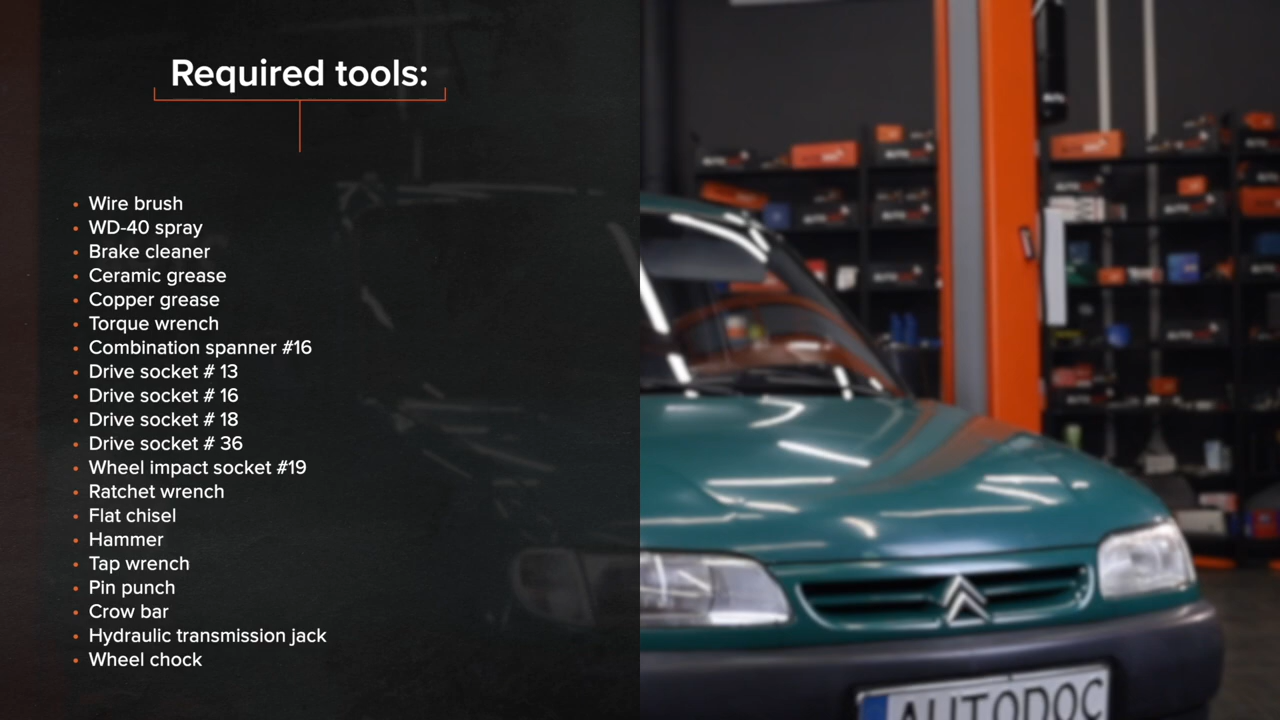 Required tools:
• Wire brush
• WD-40 spray
• Brake cleaner
• Ceramic grease
• Copper grease
• Torque wrench
• Combination spanner #16
• Drive socket # 13
• Drive socket # 16
• Drive socket # 18
• Drive socket # 36
• Wheel impact socket #19
• Ratchet wrench
• Flat chisel
• Hammer
• Tap wrench
• Pin punch
• Crow bar
• Hydraulic transmission jack
• Wheel chock
AUTODOC